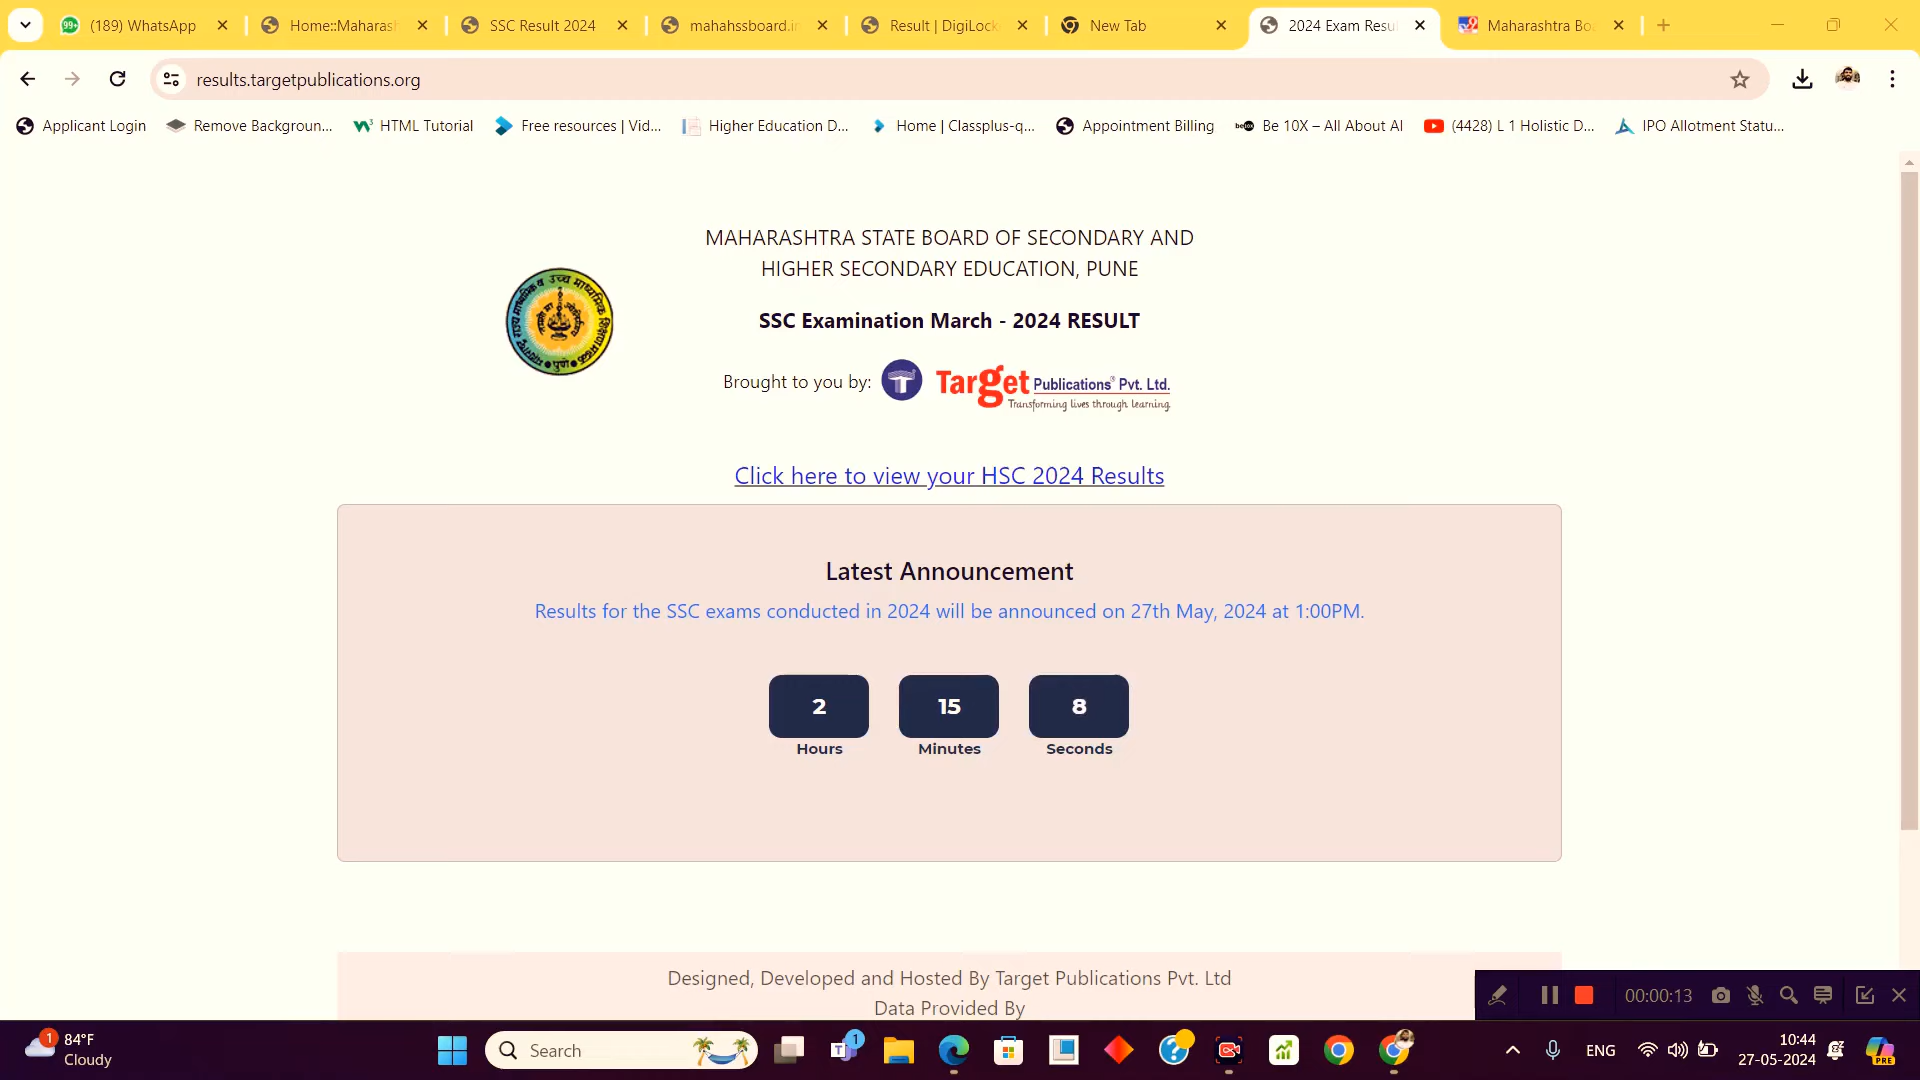 (189) WhatsApp
Home::Maharash
SSC Result 2024
mahahssboard.in
Result | DigiLock
New Tab
2024 Exam Resu
Maharashtra Boa
results.targetpublications.org
Applicant Login
Remove Backgroun...
HTML Tutorial
Free resources | Vid...
Higher Education D...
Home | Classplus-q...
Appointment Billing
Be 10X – All About AI
(4428) L 1 Holistic D...
IPO Allotment Statu...
MAHARASHTRA STATE BOARD OF SECONDARY AND
HIGHER SECONDARY EDUCATION, PUNE
SSC Examination March - 2024 RESULT
Brought to you by:
Target Publications® Pvt. Ltd.
Transforming lives through learning.
Click here to view your HSC 2024 Results
Latest Announcement
Results for the SSC exams conducted in 2024 will be announced on 27th May, 2024 at 1:00PM.
2 15 8
Hours Minutes Seconds
Designed, Developed and Hosted By Target Publications Pvt. Ltd
Data Provided By
00:00:13
1
84°F
Cloudy
Search
1
ENG
10:44
27-05-2024
PRE